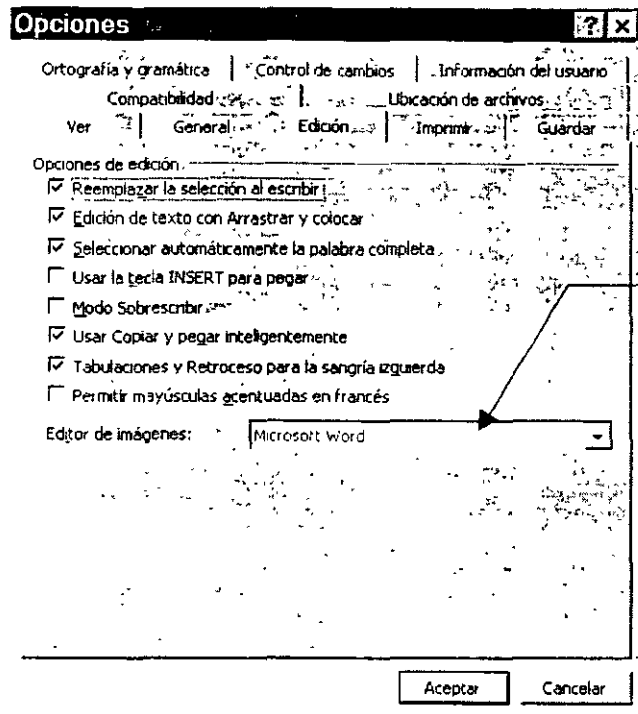 Opciones
Ortografía y gramática Control de cambios Información del usuario
Compatibilidad Ubicación de archivos
Ver General Edición Imprimir Guardar
Opciones de edición
Reemplazar la selección al escribir
Edición de texto con Arrastrar y colocar
Seleccionar automáticamente la palabra completa
Usar la tecla INSERT para pegar
Modo Sobrescribir
Usar Copiar y pegar inteligentemente
Tabulaciones y Retroceso para la sangría izquierda
Permitir mayúsculas acentuadas en francés
Editor de imágenes: Microsoft Word
Aceptar Cancelar